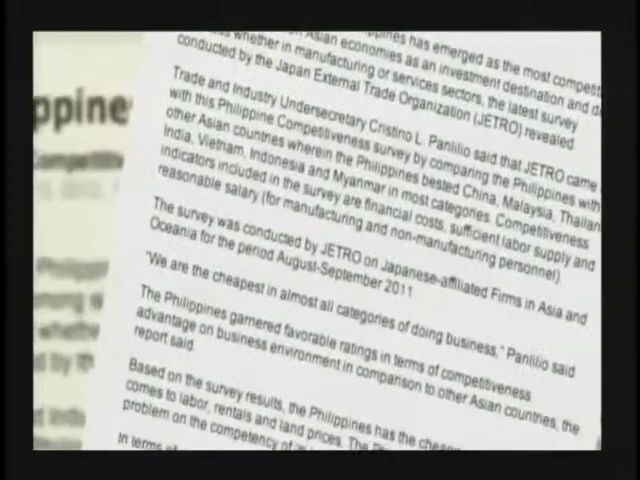 ppine
Philippines has emerged as the most competit
Asian economies as an investment destination and d
whether in manufacturing or services sectors, the latest survey
conducted by the Japan External Trade Organization (JETRO) revealed.
Trade and Industry Undersecretary Cristino L. Panlilio said that JETRO came
with this Philippine Competitiveness survey by comparing the Philippines with
other Asian countries wherein the Philippines bested China, Malaysia, Thailan
India, Vietnam, Indonesia and Myanmar in most categories. Competitiveness
indicators included in the survey are financial costs, sufficient labor supply and
reasonable salary (for manufacturing and non-manufacturing personnel).
The survey was conducted by JETRO on Japanese-affiliated Firms in Asia and
Oceania for the period August-September 2011
"We are the cheapest in almost all categories of doing business," Panlilio said
The Philippines garnered favorable ratings in terms of competitiveness
advantage on business environment in comparison to other Asian countries, the
report said.
Based on the survey results, the Philippines has the cheap
comes to labor, rentals and land prices. The
problem on the competency of
In terms of